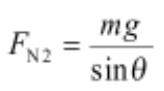 F_N2 = mg / sinθ